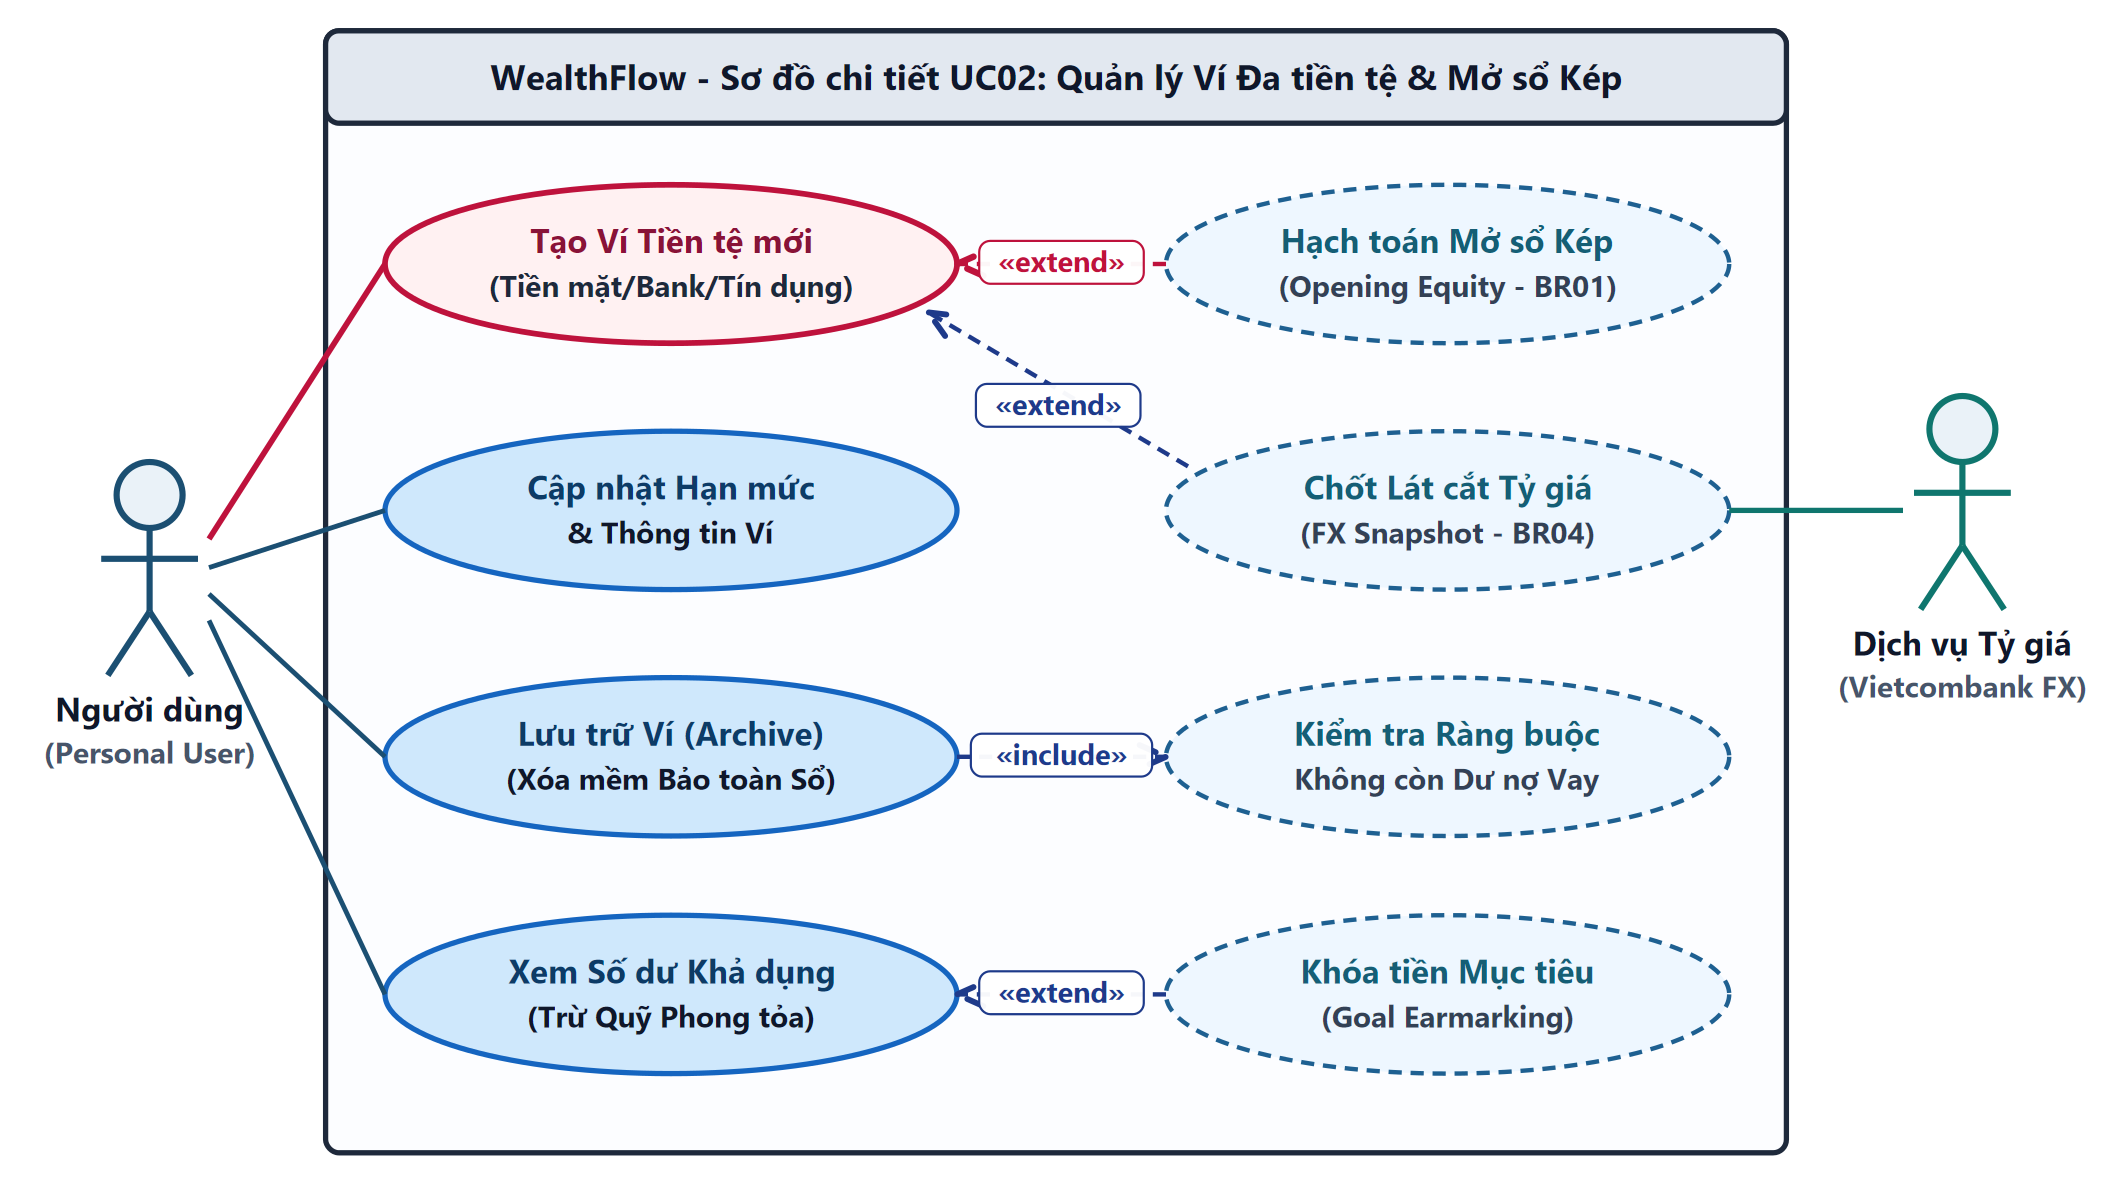 WealthFlow - Sơ đồ chi tiết UC02: Quản lý Ví Đa tiền tệ & Mở sổ Kép
Tạo Ví Tiền tệ mới
(Tiền mặt/Bank/Tín dụng)
«extend»
Hạch toán Mở sổ Kép
(Opening Equity - BR01)
«extend»
Cập nhật Hạn mức
& Thông tin Ví
Chốt Lát cắt Tỷ giá
(FX Snapshot - BR04)
Dịch vụ Tỷ giá
(Vietcombank FX)
Người dùng
(Personal User)
Lưu trữ Ví (Archive)
(Xóa mềm Bảo toàn Sổ)
«include»
Kiểm tra Ràng buộc
Không còn Dư nợ Vay
Xem Số dư Khả dụng
(Trừ Quỹ Phong tỏa)
«extend»
Khóa tiền Mục tiêu
(Goal Earmarking)